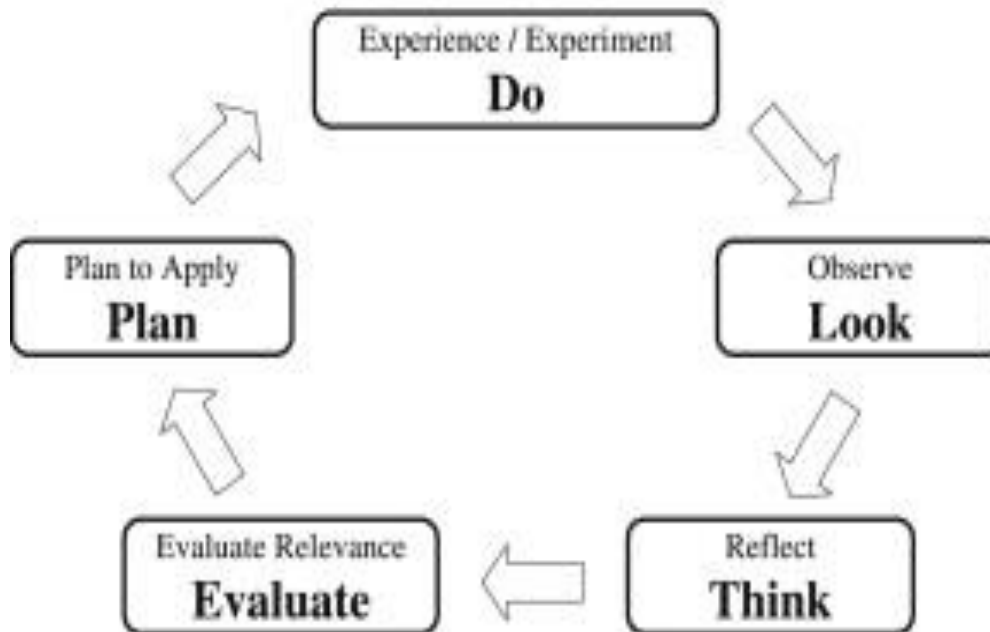 Experience / Experiment
Do
Observe
Look
Reflect
Think
Evaluate Relevance
Evaluate
Plan to Apply
Plan